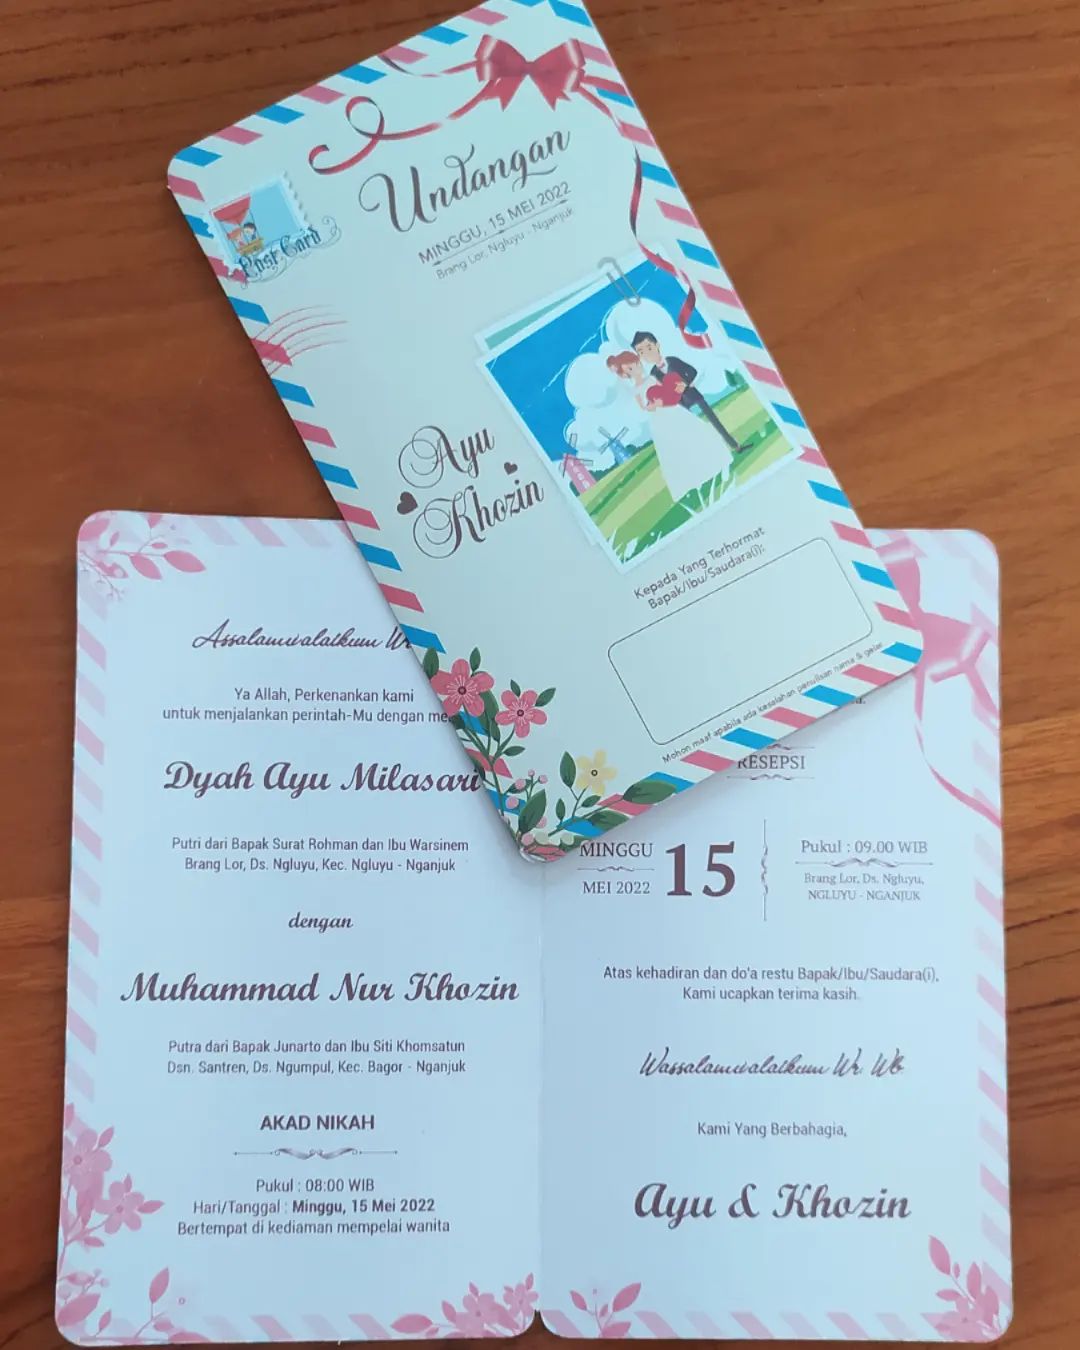 Undangan
MINGGU, 15 MEI 2022
Brang Lor, Ngluyu - Nganjuk
Post Card
Ayu
Khozin
Kepada Yang Terhormat
Bapak/Ibu/Saudara(i);
Mohon maaf apabila ada kesalahan penulisan nama & gelar
Assalamualaikum
Ya Allah, Perkenankan kami
untuk menjalankan perintah-Mu dengan
Dyah Ayu Milasari
Putri dari Bapak Surat Rohman dan Ibu Warsinem
Brang Lor, Ds. Ngluyu, Kec. Ngluyu - Nganjuk
dengan
Muhammad Nur Khozin
Putra dari Bapak Junarto dan Ibu Siti Khomsatun
Dsn. Santren, Ds. Ngumpul, Kec. Bagor - Nganjuk
AKAD NIKAH
Pukul : 08:00 WIB
Hari/Tanggal : Minggu, 15 Mei 2022
Bertempat di kediaman mempelai wanita
RESEPSI
MINGGU
MEI 2022
15
Pukul : 09.00 WIB
Brang Lor, Ds. Ngluyu,
NGLUYU - NGANJUK
Atas kehadiran dan do'a restu Bapak/Ibu/Saudara(i),
Kami ucapkan terima kasih.
Wassalamualaikum Wr. Wb
Kami Yang Berbahagia,
Ayu & Khozin